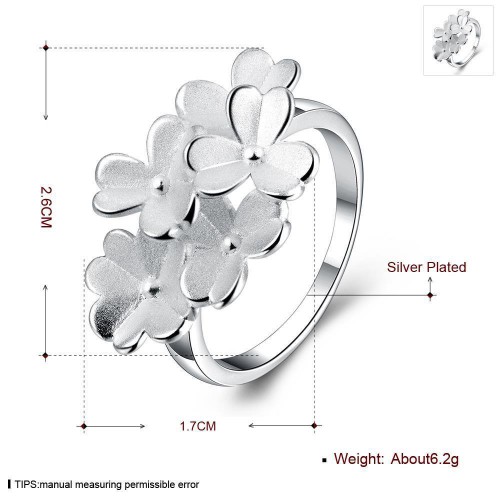 2.6CM
Silver Plated
1.7CM
Weight: About6.2g
TIPS:manual measuring permissible error